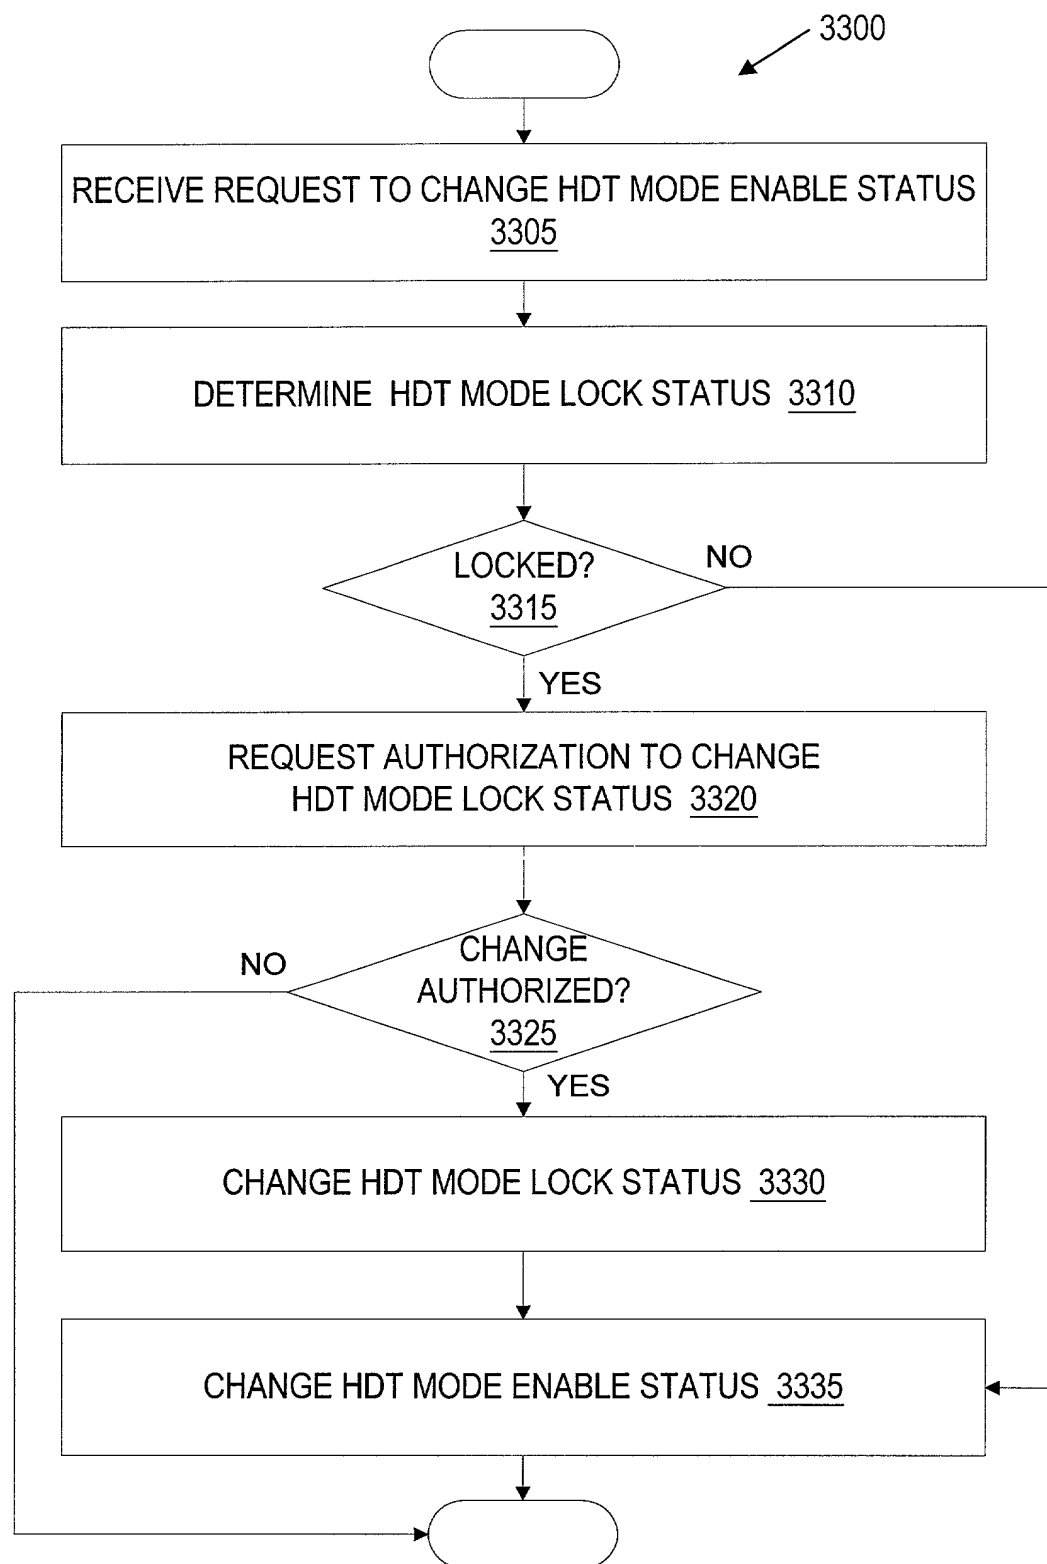 3300
RECEIVE REQUEST TO CHANGE HDT MODE ENABLE STATUS
3305
DETERMINE HDT MODE LOCK STATUS 3310
LOCKED?
3315
NO
YES
REQUEST AUTHORIZATION TO CHANGE
HDT MODE LOCK STATUS 3320
CHANGE
AUTHORIZED?
3325
NO
YES
CHANGE HDT MODE LOCK STATUS 3330
CHANGE HDT MODE ENABLE STATUS 3335